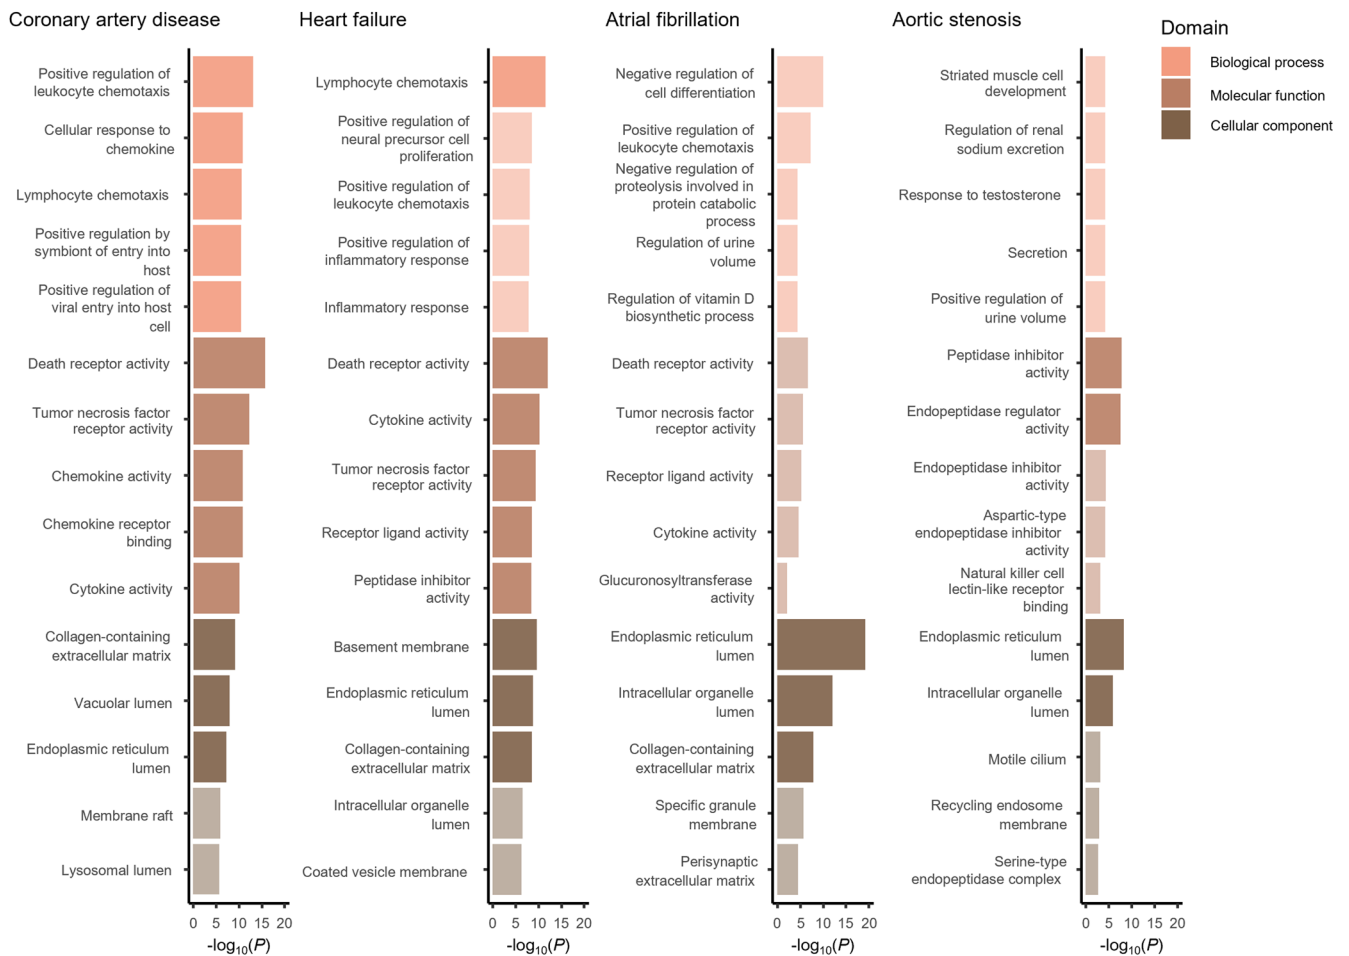 Coronary artery disease
Positive regulation of
leukocyte chemotaxis
Cellular response to
chemokine
Lymphocyte chemotaxis
Positive regulation by
symbiont of entry into
host
Positive regulation of
viral entry into host
cell
Death receptor activity
Tumor necrosis factor
receptor activity
Chemokine activity
Chemokine receptor
binding
Cytokine activity
Collagen-containing
extracellular matrix
Vacuolar lumen
Endoplasmic reticulum
lumen
Membrane raft
Lysosomal lumen
0 5 10 15 20
-log10(P)
Heart failure
Lymphocyte chemotaxis
Positive regulation of
neural precursor cell
proliferation
Positive regulation of
leukocyte chemotaxis
Positive regulation of
inflammatory response
Inflammatory response
Death receptor activity
Cytokine activity
Tumor necrosis factor
receptor activity
Receptor ligand activity
Peptidase inhibitor
activity
Basement membrane
Endoplasmic reticulum
lumen
Collagen-containing
extracellular matrix
Intracellular organelle
lumen
Coated vesicle membrane
0 5 10 15 20
-log10(P)
Atrial fibrillation
Negative regulation of
cell differentiation
Positive regulation of
leukocyte chemotaxis
Negative regulation of
proteolysis involved in
protein catabolic
process
Regulation of urine
volume
Regulation of vitamin D
biosynthetic process
Death receptor activity
Tumor necrosis factor
receptor activity
Receptor ligand activity
Cytokine activity
Glucuronosyltransferase
activity
Endoplasmic reticulum
lumen
Intracellular organelle
lumen
Collagen-containing
extracellular matrix
Specific granule
membrane
Perisynaptic
extracellular matrix
0 5 10 15 20
-log10(P)
Aortic stenosis
Striated muscle cell
development
Regulation of renal
sodium excretion
Response to testosterone
Secretion
Positive regulation of
urine volume
Peptidase inhibitor
activity
Endopeptidase regulator
activity
Endopeptidase inhibitor
activity
Aspartic-type
endopeptidase inhibitor
activity
Natural killer cell
lectin-like receptor
binding
Endoplasmic reticulum
lumen
Intracellular organelle
lumen
Motile cilium
Recycling endosome
membrane
Serine-type
endopeptidase complex
0 5 10 15 20
-log10(P)
Domain
Biological process
Molecular function
Cellular component